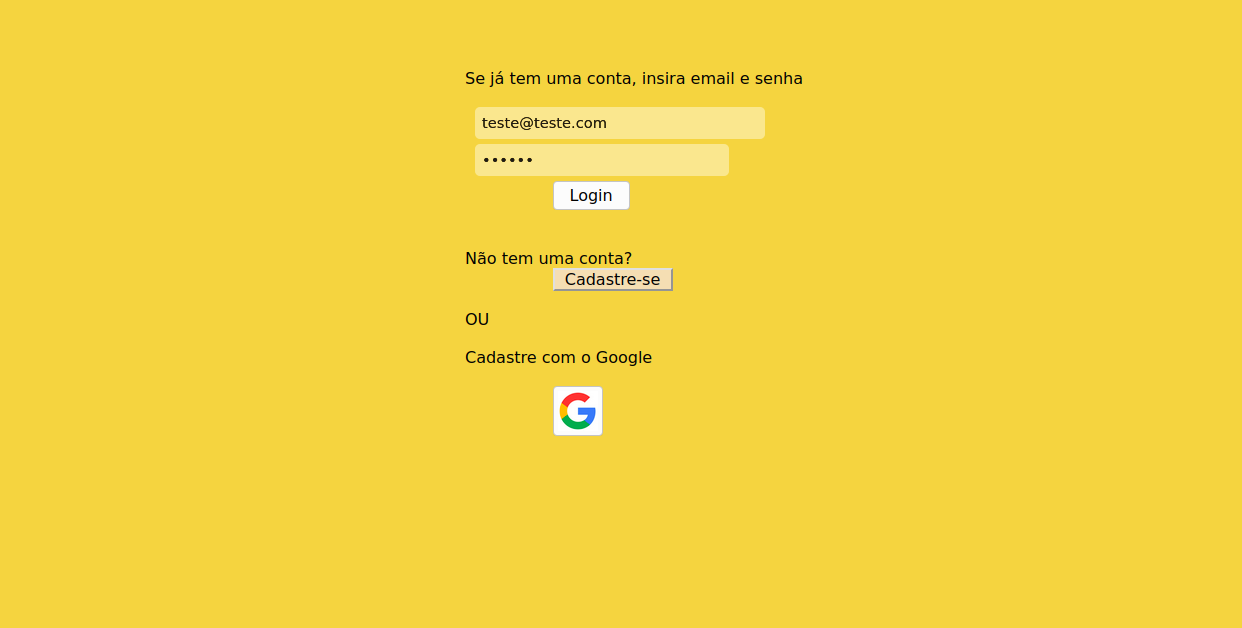 Se já tem uma conta, insira email e senha
teste@teste.com
••••••
Login
Não tem uma conta?
Cadastre-se
OU
Cadastre com o Google